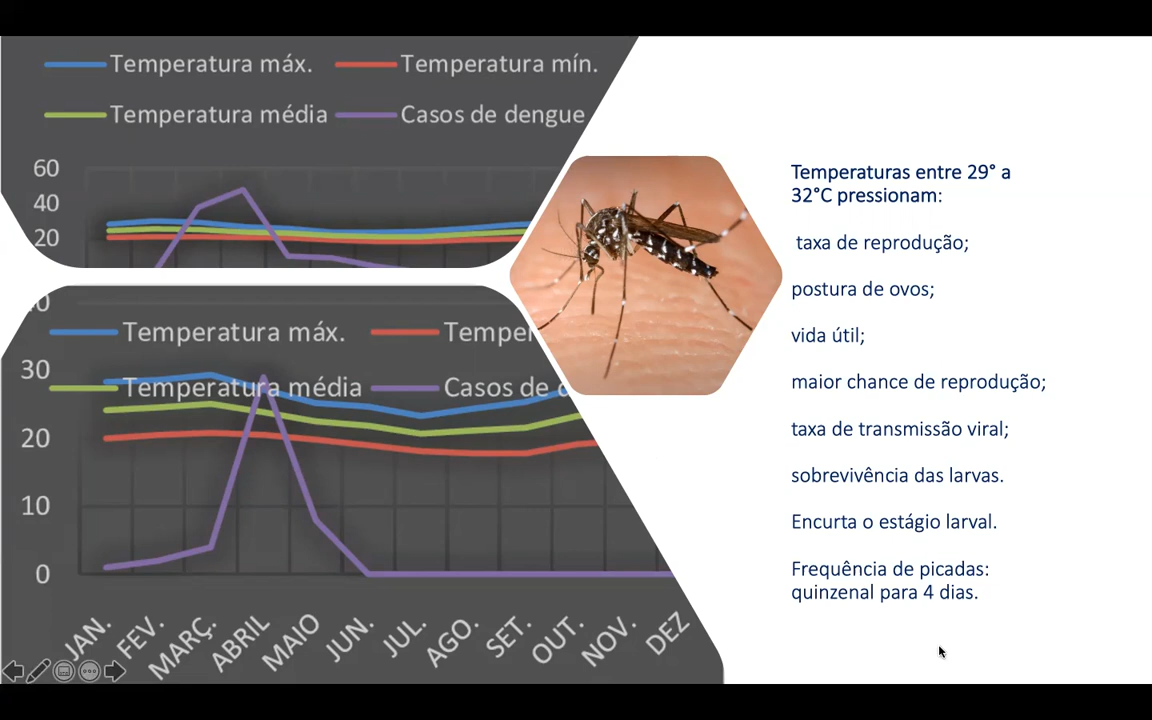 Temperatura máx. Temperatura mín.
Temperatura média Casos de dengue
60
40
20
Temperatura máx.
30
Temperatura média Casos de
20
10
0
JAN. FEV. MARÇ. ABRIL MAIO JUN. JUL. AGO. SET. OUT. NOV. DEZ
Temperaturas entre 29° a
32°C pressionam:
taxa de reprodução;
postura de ovos;
vida útil;
maior chance de reprodução;
taxa de transmissão viral;
sobrevivência das larvas.
Encurta o estágio larval.
Frequência de picadas:
quinzenal para 4 dias.